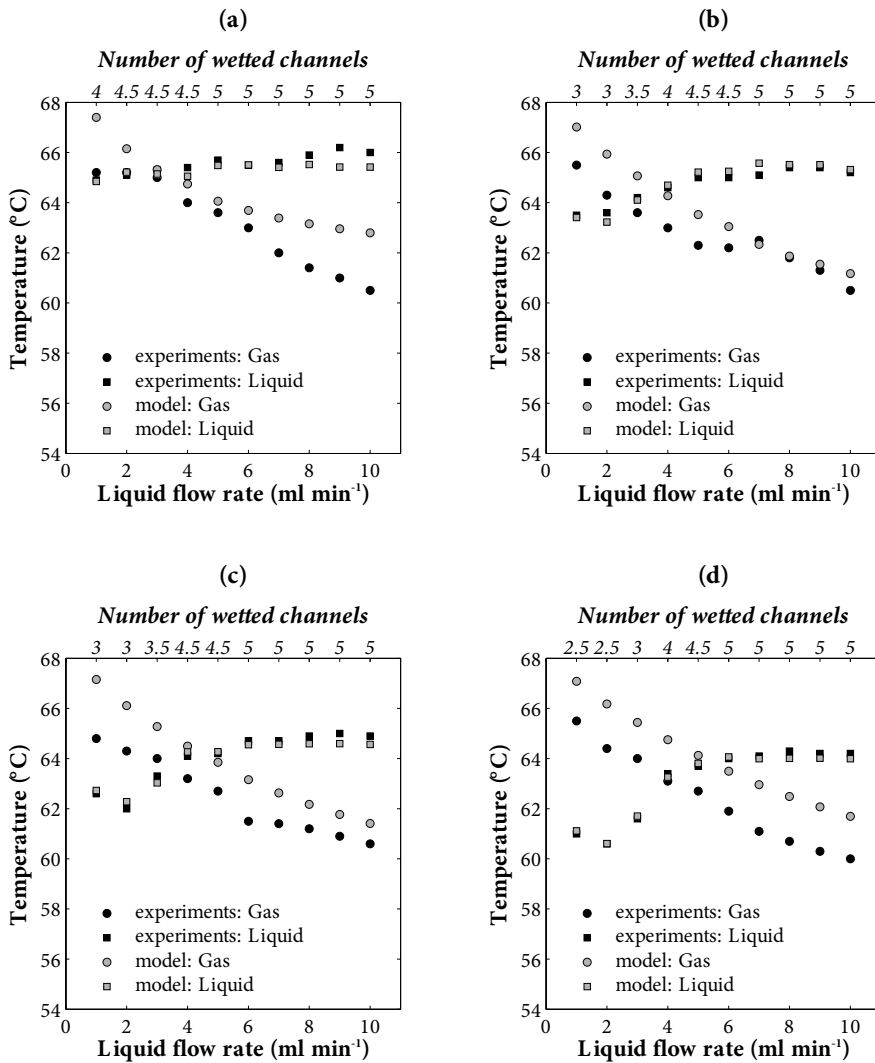 (a)
Number of wetted channels
4 4.5 4.5 4.5 5 5 5 5 5 5
68
66
64
62
60
58
56
54
Temperature (°C)
experiments: Gas
experiments: Liquid
model: Gas
model: Liquid
0 2 4 6 8 10
Liquid flow rate (ml min⁻¹)
(b)
Number of wetted channels
3 3 3.5 4 4.5 5 5 5 5 5
68
66
64
62
60
58
56
54
Temperature (°C)
experiments: Gas
experiments: Liquid
model: Gas
model: Liquid
0 2 4 6 8 10
Liquid flow rate (ml min⁻¹)
(c)
Number of wetted channels
3 3 3.5 4.5 4.5 5 5 5 5 5
68
66
64
62
60
58
56
54
Temperature (°C)
experiments: Gas
experiments: Liquid
model: Gas
model: Liquid
0 2 4 6 8 10
Liquid flow rate (ml min⁻¹)
(d)
Number of wetted channels
2.5 2.5 3 4 4.5 5 5 5 5 5
68
66
64
62
60
58
56
54
Temperature (°C)
experiments: Gas
experiments: Liquid
model: Gas
model: Liquid
0 2 4 6 8 10
Liquid flow rate (ml min⁻¹)